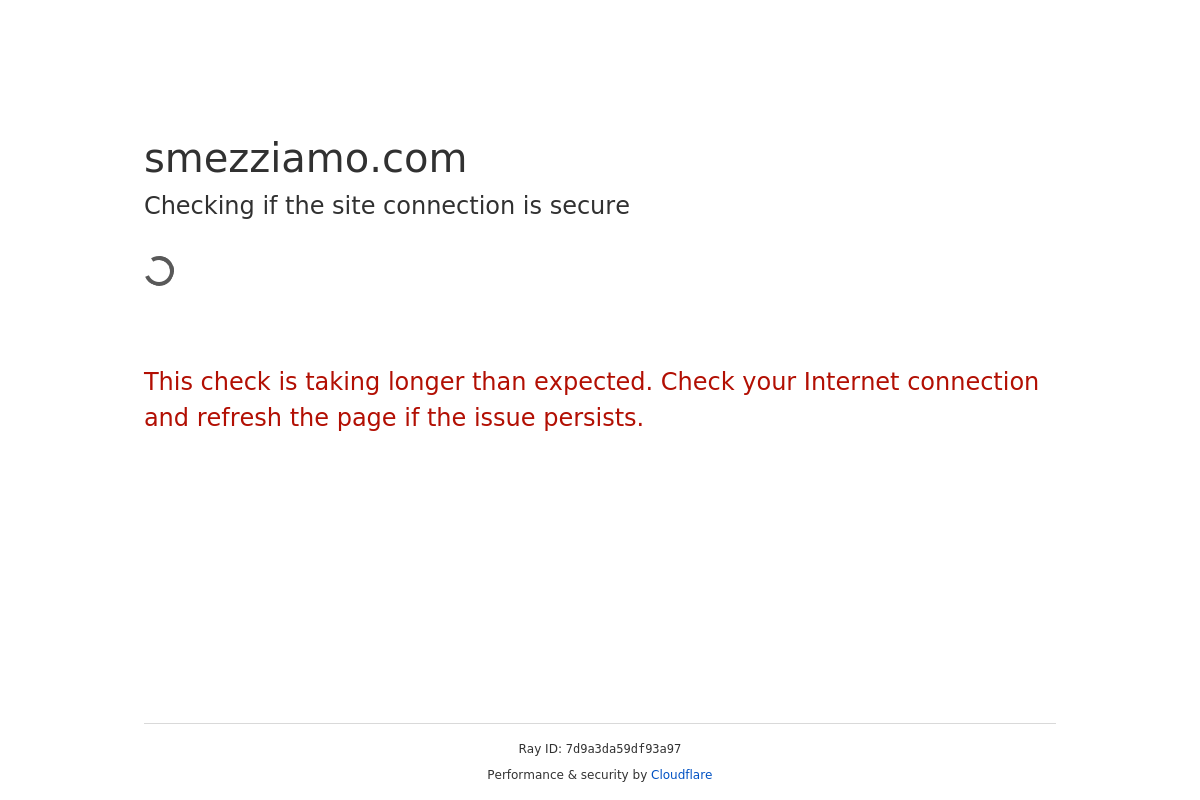 smezziamo.com
Checking if the site connection is secure
This check is taking longer than expected. Check your Internet connection
and refresh the page if the issue persists.
Ray ID: 7d9a3da59df93a97
Performance & security by Cloudflare